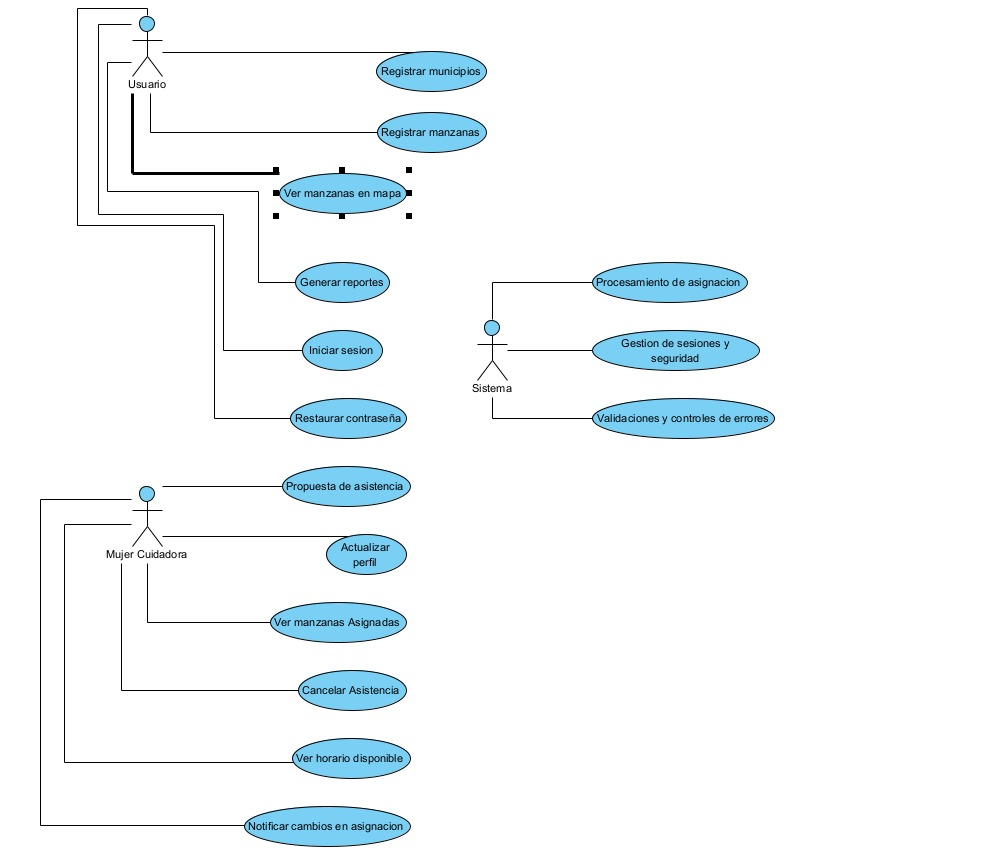 Usuario
Registrar municipios
Registrar manzanas
Ver manzanas en mapa
Generar reportes
Iniciar sesion
Restaurar contraseña
Procesamiento de asignacion
Gestion de sesiones y
seguridad
Sistema
Validaciones y controles de errores
Propuesta de asistencia
Mujer Cuidadora
Actualizar
perfil
Ver manzanas Asignadas
Cancelar Asistencia
Ver horario disponible
Notificar cambios en asignacion